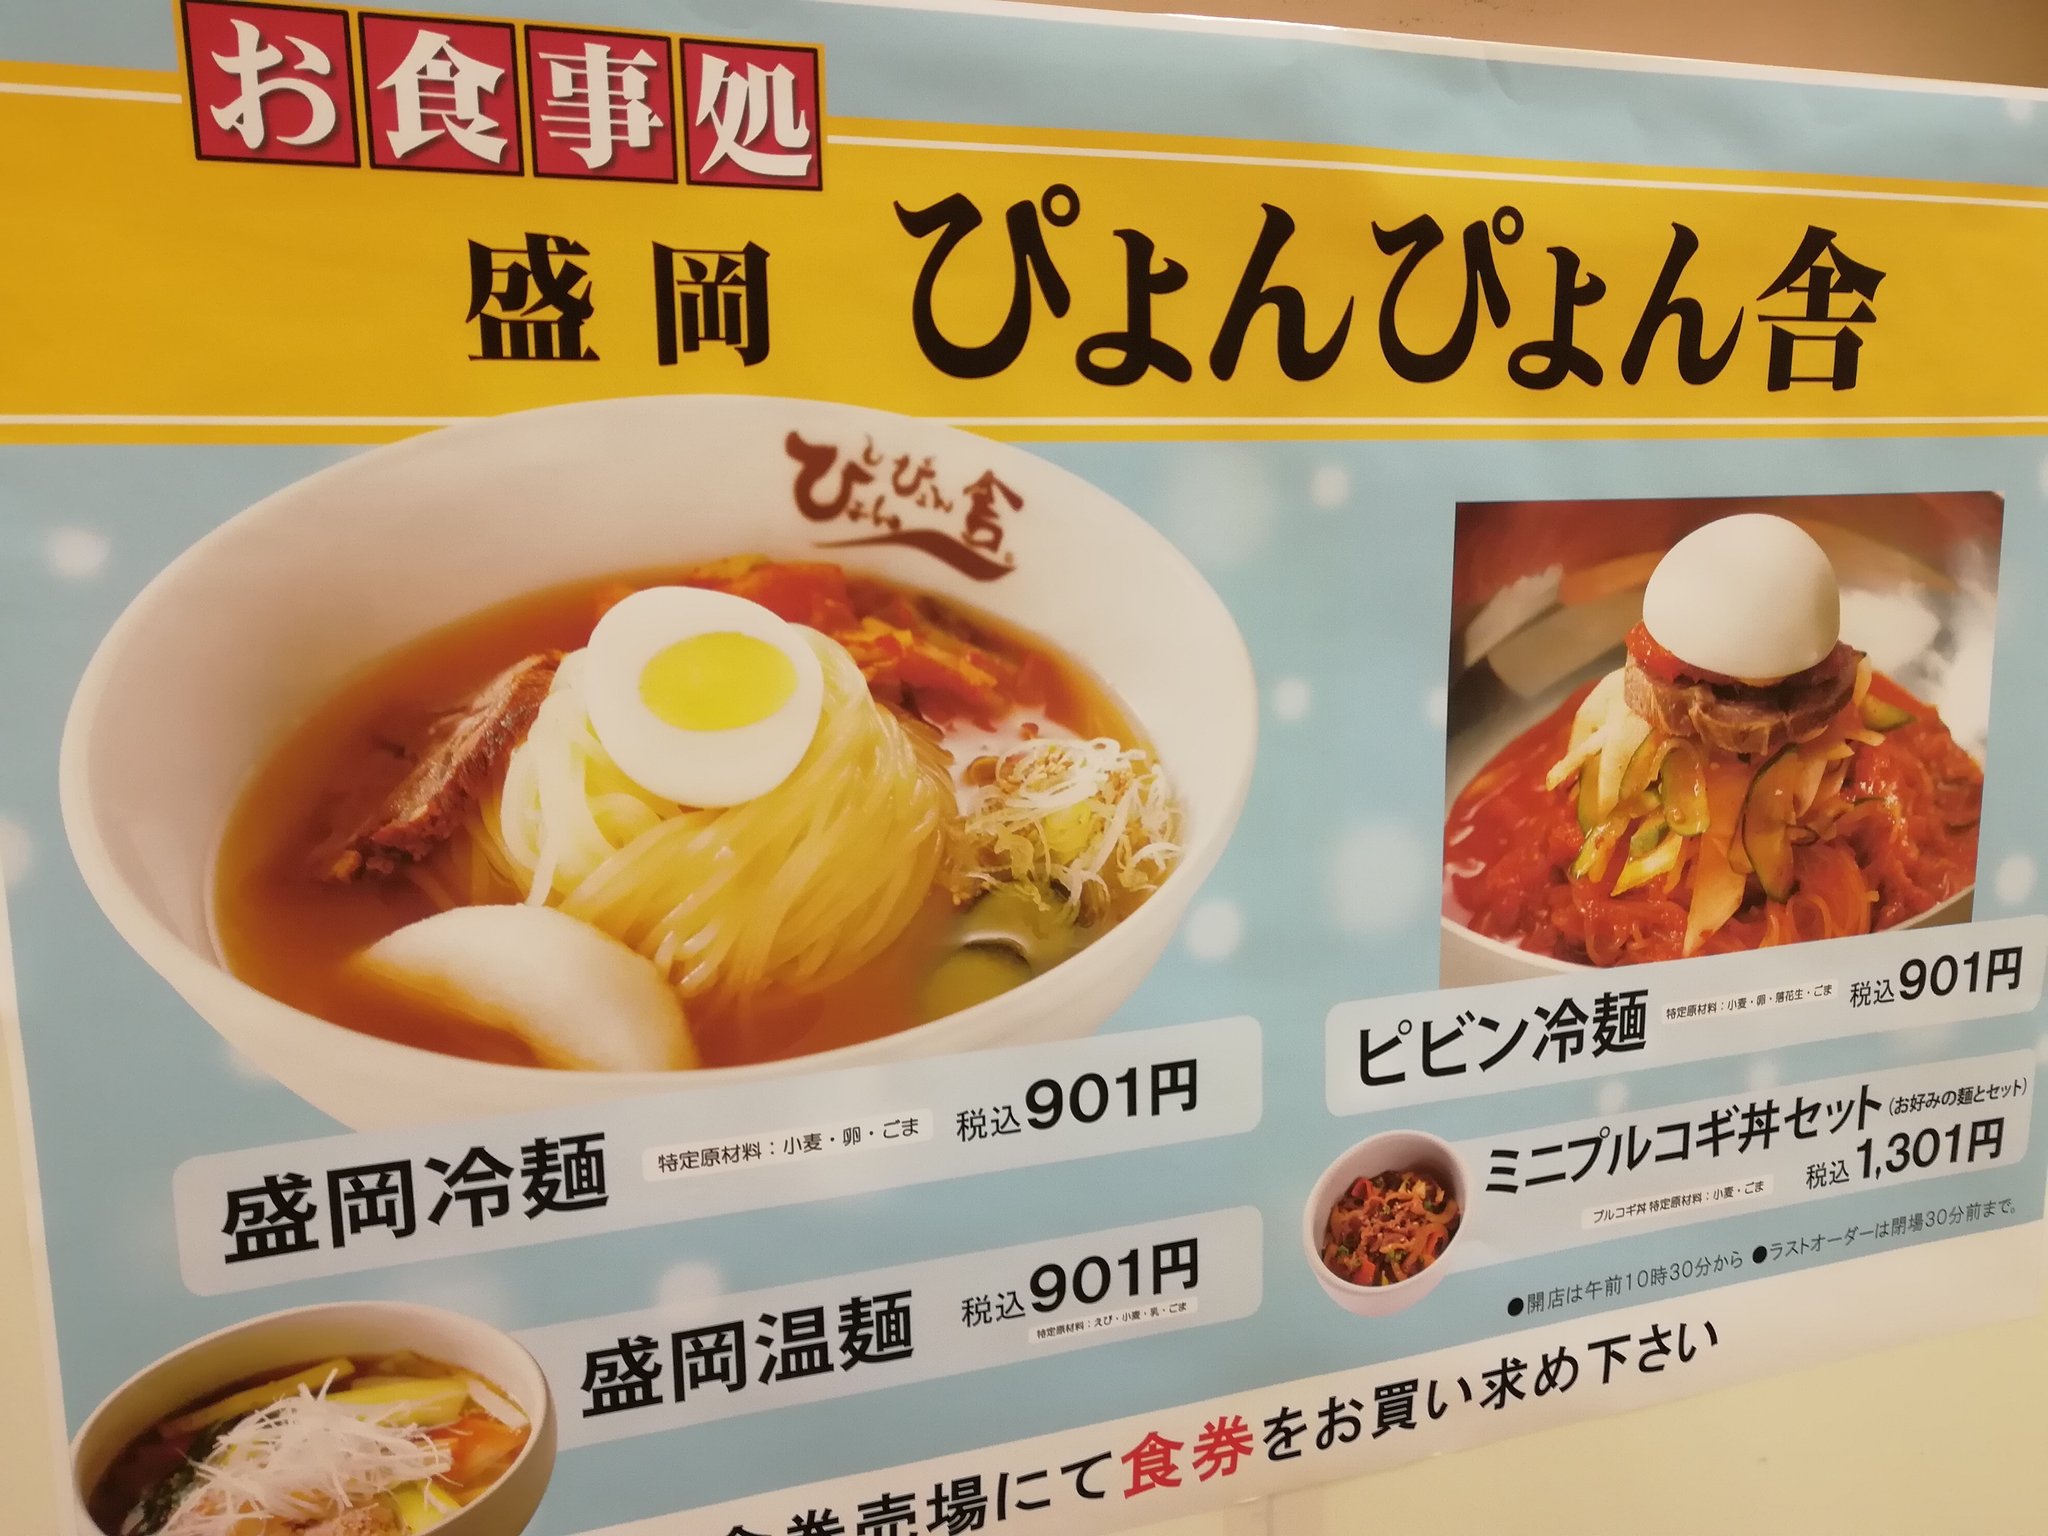 お食事処
盛岡 ぴょんぴょん舎
ぴょんぴょん舎
盛岡冷麺 特定原材料：小麦・卵・ごま 税込901円
盛岡温麺 税込901円
特定原材料：えび・小麦・乳・ごま
ピビン冷麺 特定原材料：小麦・卵・落花生・ごま 税込901円
ミニプルコギ丼セット(お好みの麺とセット)
プルコギ丼 特定原材料：小麦・ごま 税込1,301円
●開店は午前10時30分から ●ラストオーダーは閉場30分前まで。
券売場にて食券をお買い求め下さい